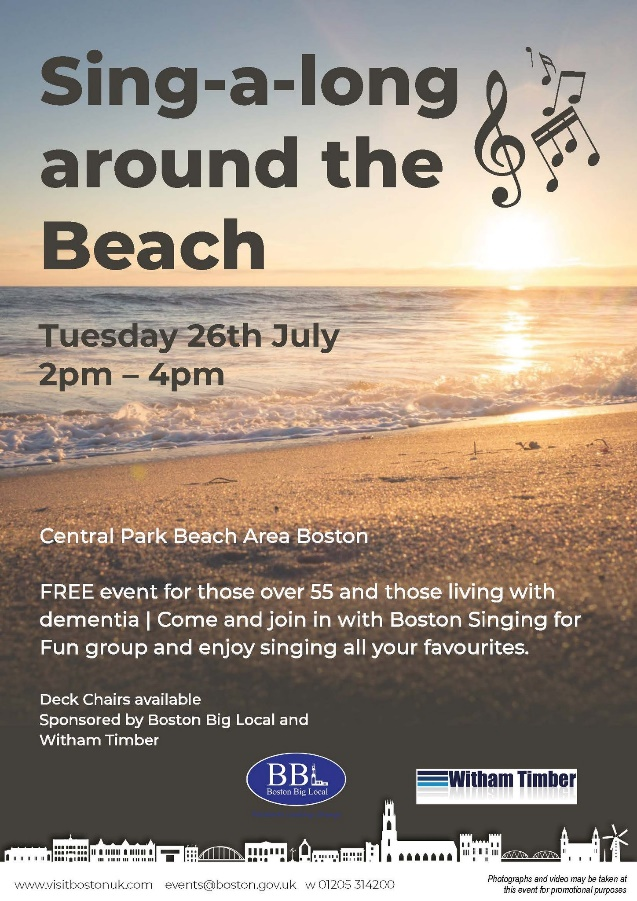 Sing-a-long
around the
Beach
Tuesday 26th July
2pm – 4pm
Central Park Beach Area Boston
FREE event for those over 55 and those living with
dementia | Come and join in with Boston Singing for
Fun group and enjoy singing all your favourites.
Deck Chairs available
Sponsored by Boston Big Local and
Witham Timber
BBL
Boston Big Local
Witham Timber
www.visitbostonuk.com events@boston.gov.uk w 01205 314200
Photographs and video may be taken at
this event for promotional purposes